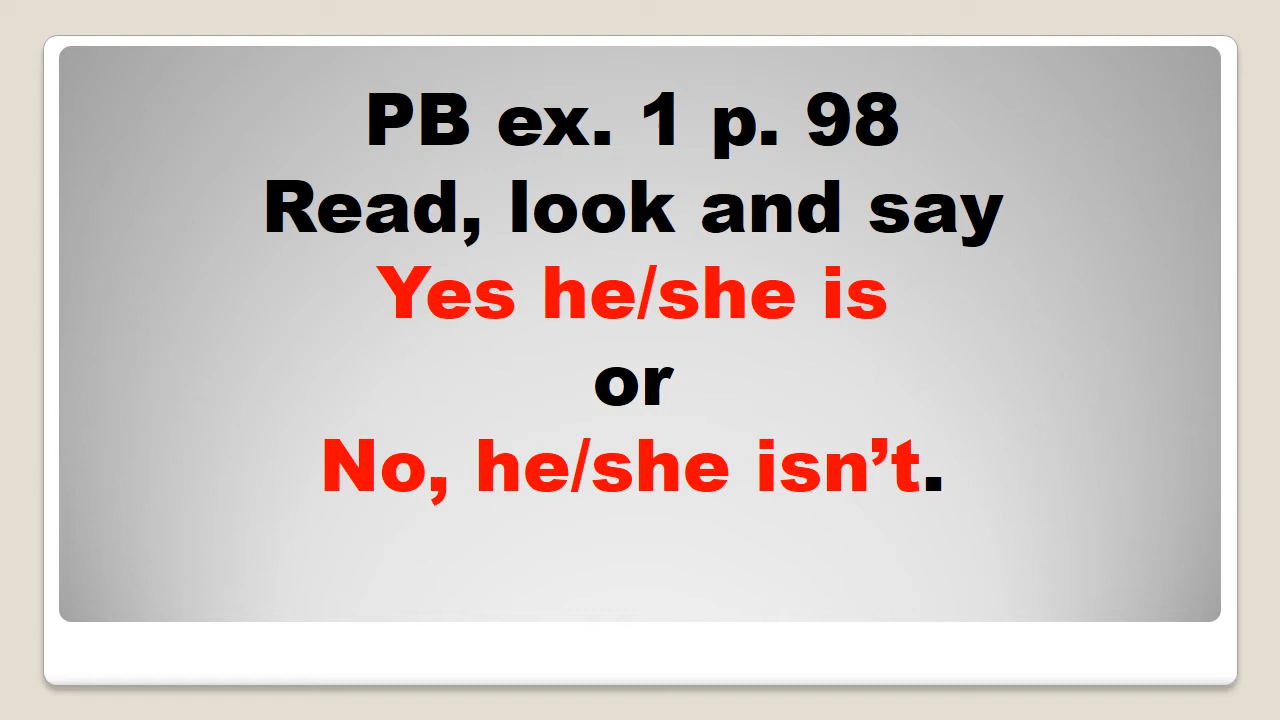 PB ex. 1 p. 98
Read, look and say
Yes he/she is
or
No, he/she isn’t.